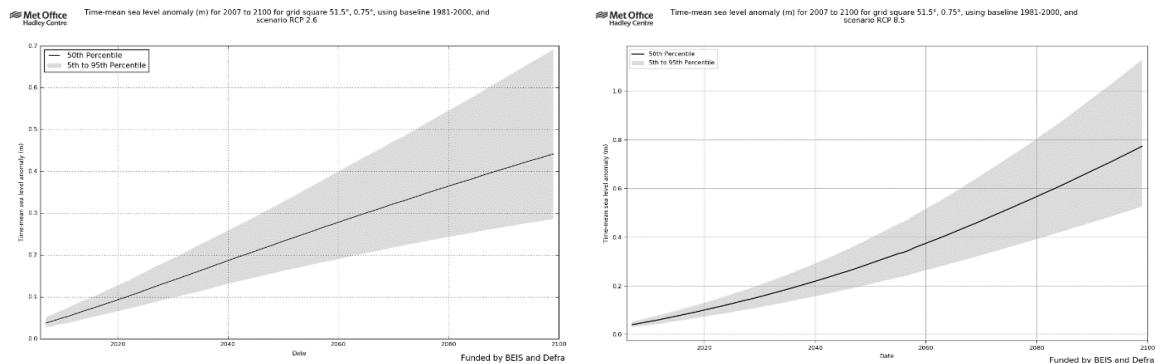 Met Office
Hadley Centre
Time-mean sea level anomaly (m) for 2007 to 2100 for grid square 51.5°, 0.75°, using baseline 1981-2000, and
scenario RCP 2.6
50th Percentile
5th to 95th Percentile
0.7
0.6
0.5
0.4
0.3
0.2
0.1
0.0
Time-mean sea level anomaly (m)
2020
2040
2060
2080
2100
Date
Funded by BEIS and Defra
Met Office
Hadley Centre
Time-mean sea level anomaly (m) for 2007 to 2100 for grid square 51.5°, 0.75°, using baseline 1981-2000, and
scenario RCP 8.5
50th Percentile
5th to 95th Percentile
1.0
0.8
0.6
0.4
0.2
0.0
Time-mean sea level anomaly (m)
2020
2040
2060
2080
2100
Date
Funded by BEIS and Defra